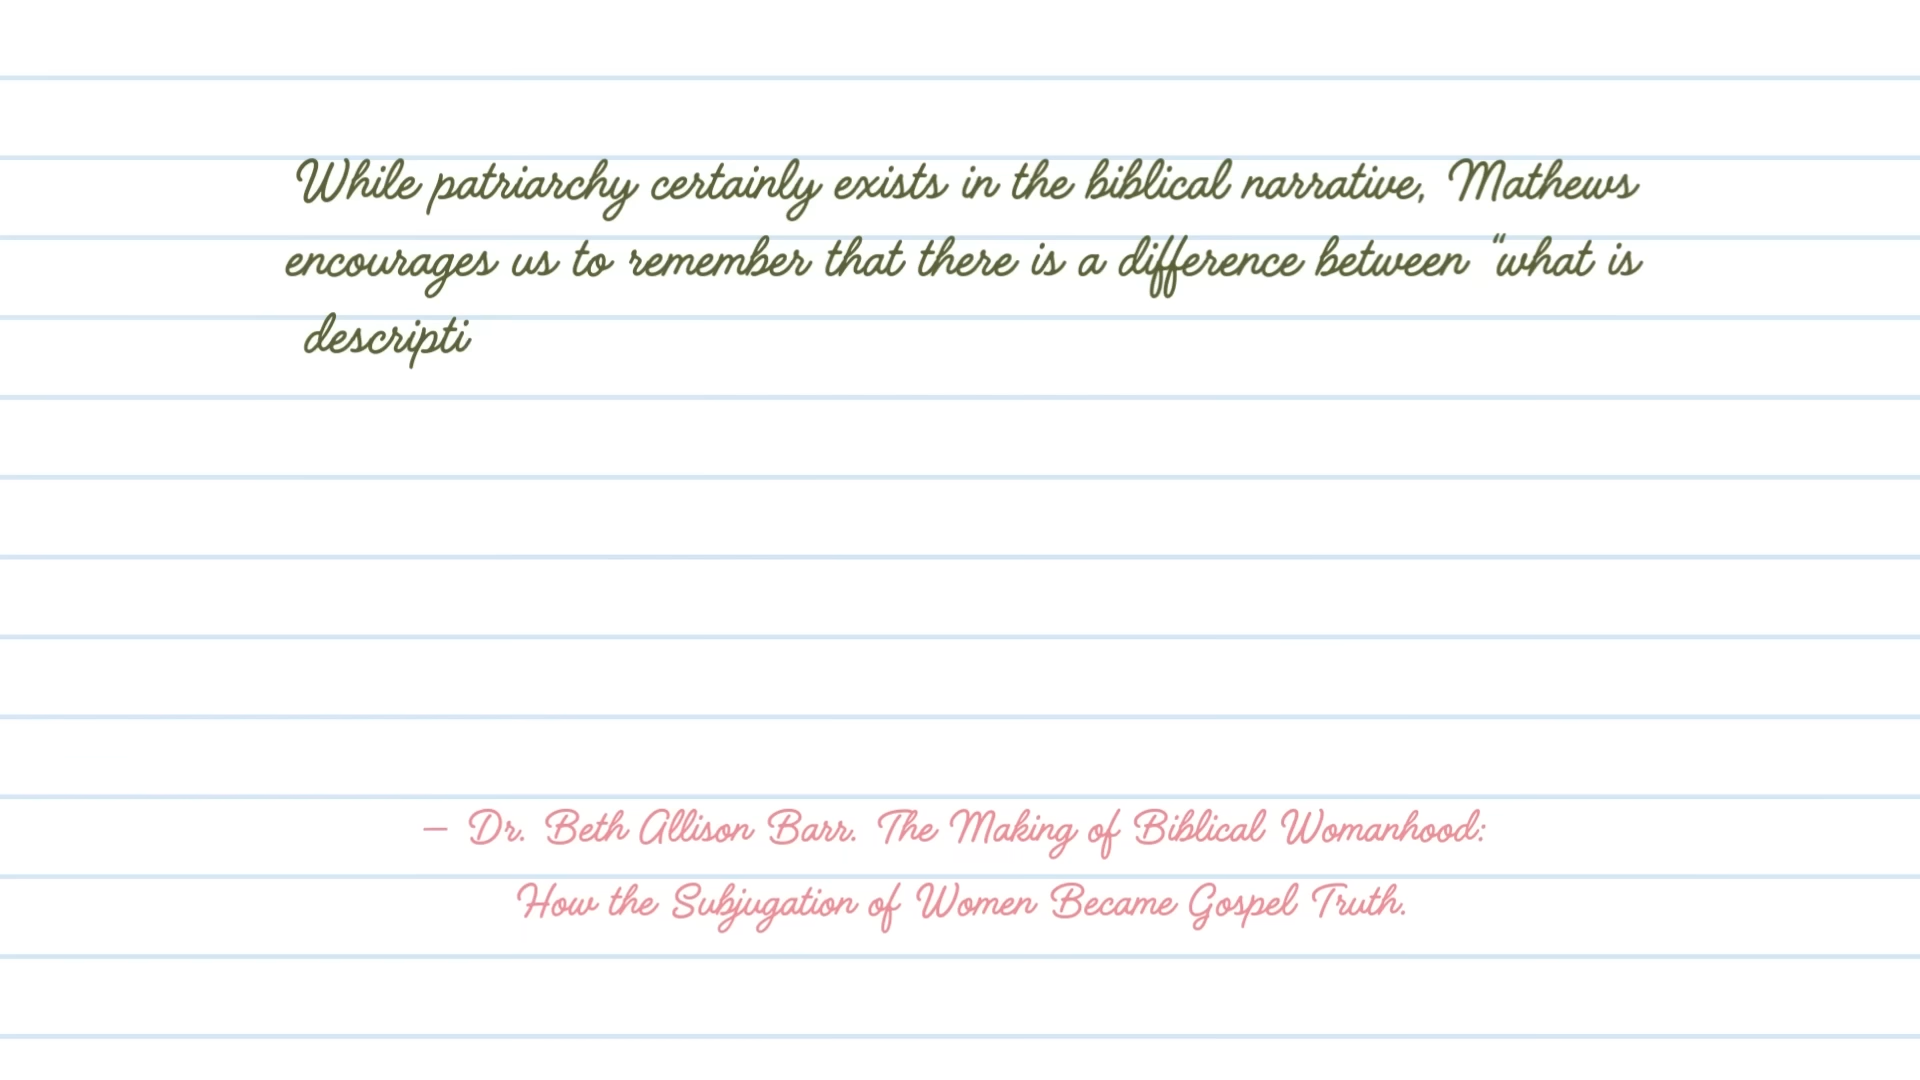 While patriarchy certainly exists in the biblical narrative, Mathews
encourages us to remember that there is a difference between “what is
descripti
– Dr. Beth Allison Barr. The Making of Biblical Womanhood:
How the Subjugation of Women Became Gospel Truth.